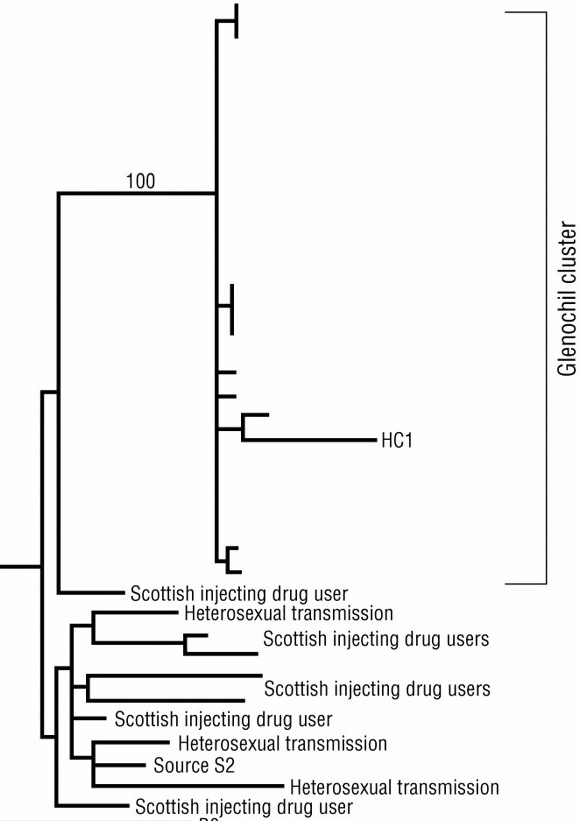 100
Glenochil cluster
HC1
Scottish injecting drug user
Heterosexual transmission
Scottish injecting drug users
Scottish injecting drug users
Scottish injecting drug user
Heterosexual transmission
Source S2
Heterosexual transmission
Scottish injecting drug user